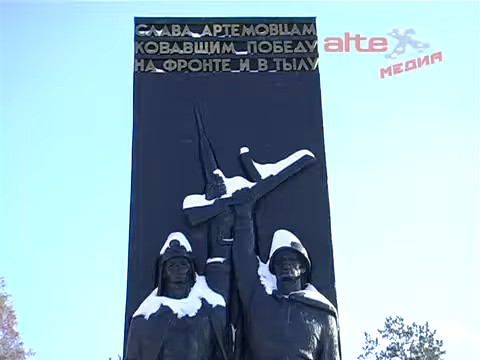 СЛАВА АРТЕМОВЦАМ
КОВАВШИМ ПОБЕДУ
НА ФРОНТЕ И В ТЫЛУ
alte
МЕДИА